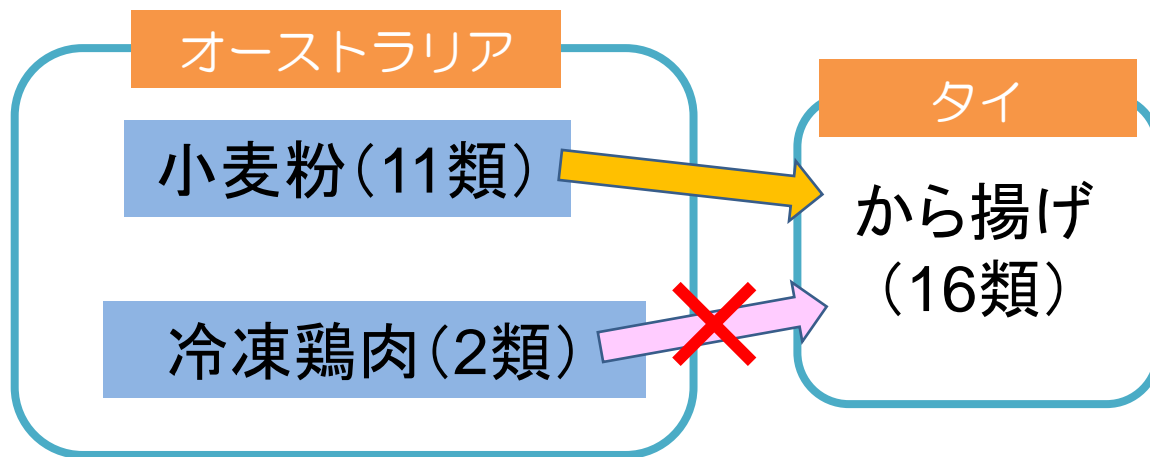 オーストラリア
小麦粉（11類）
冷凍鶏肉（2類）
タイ
から揚げ
（16類）